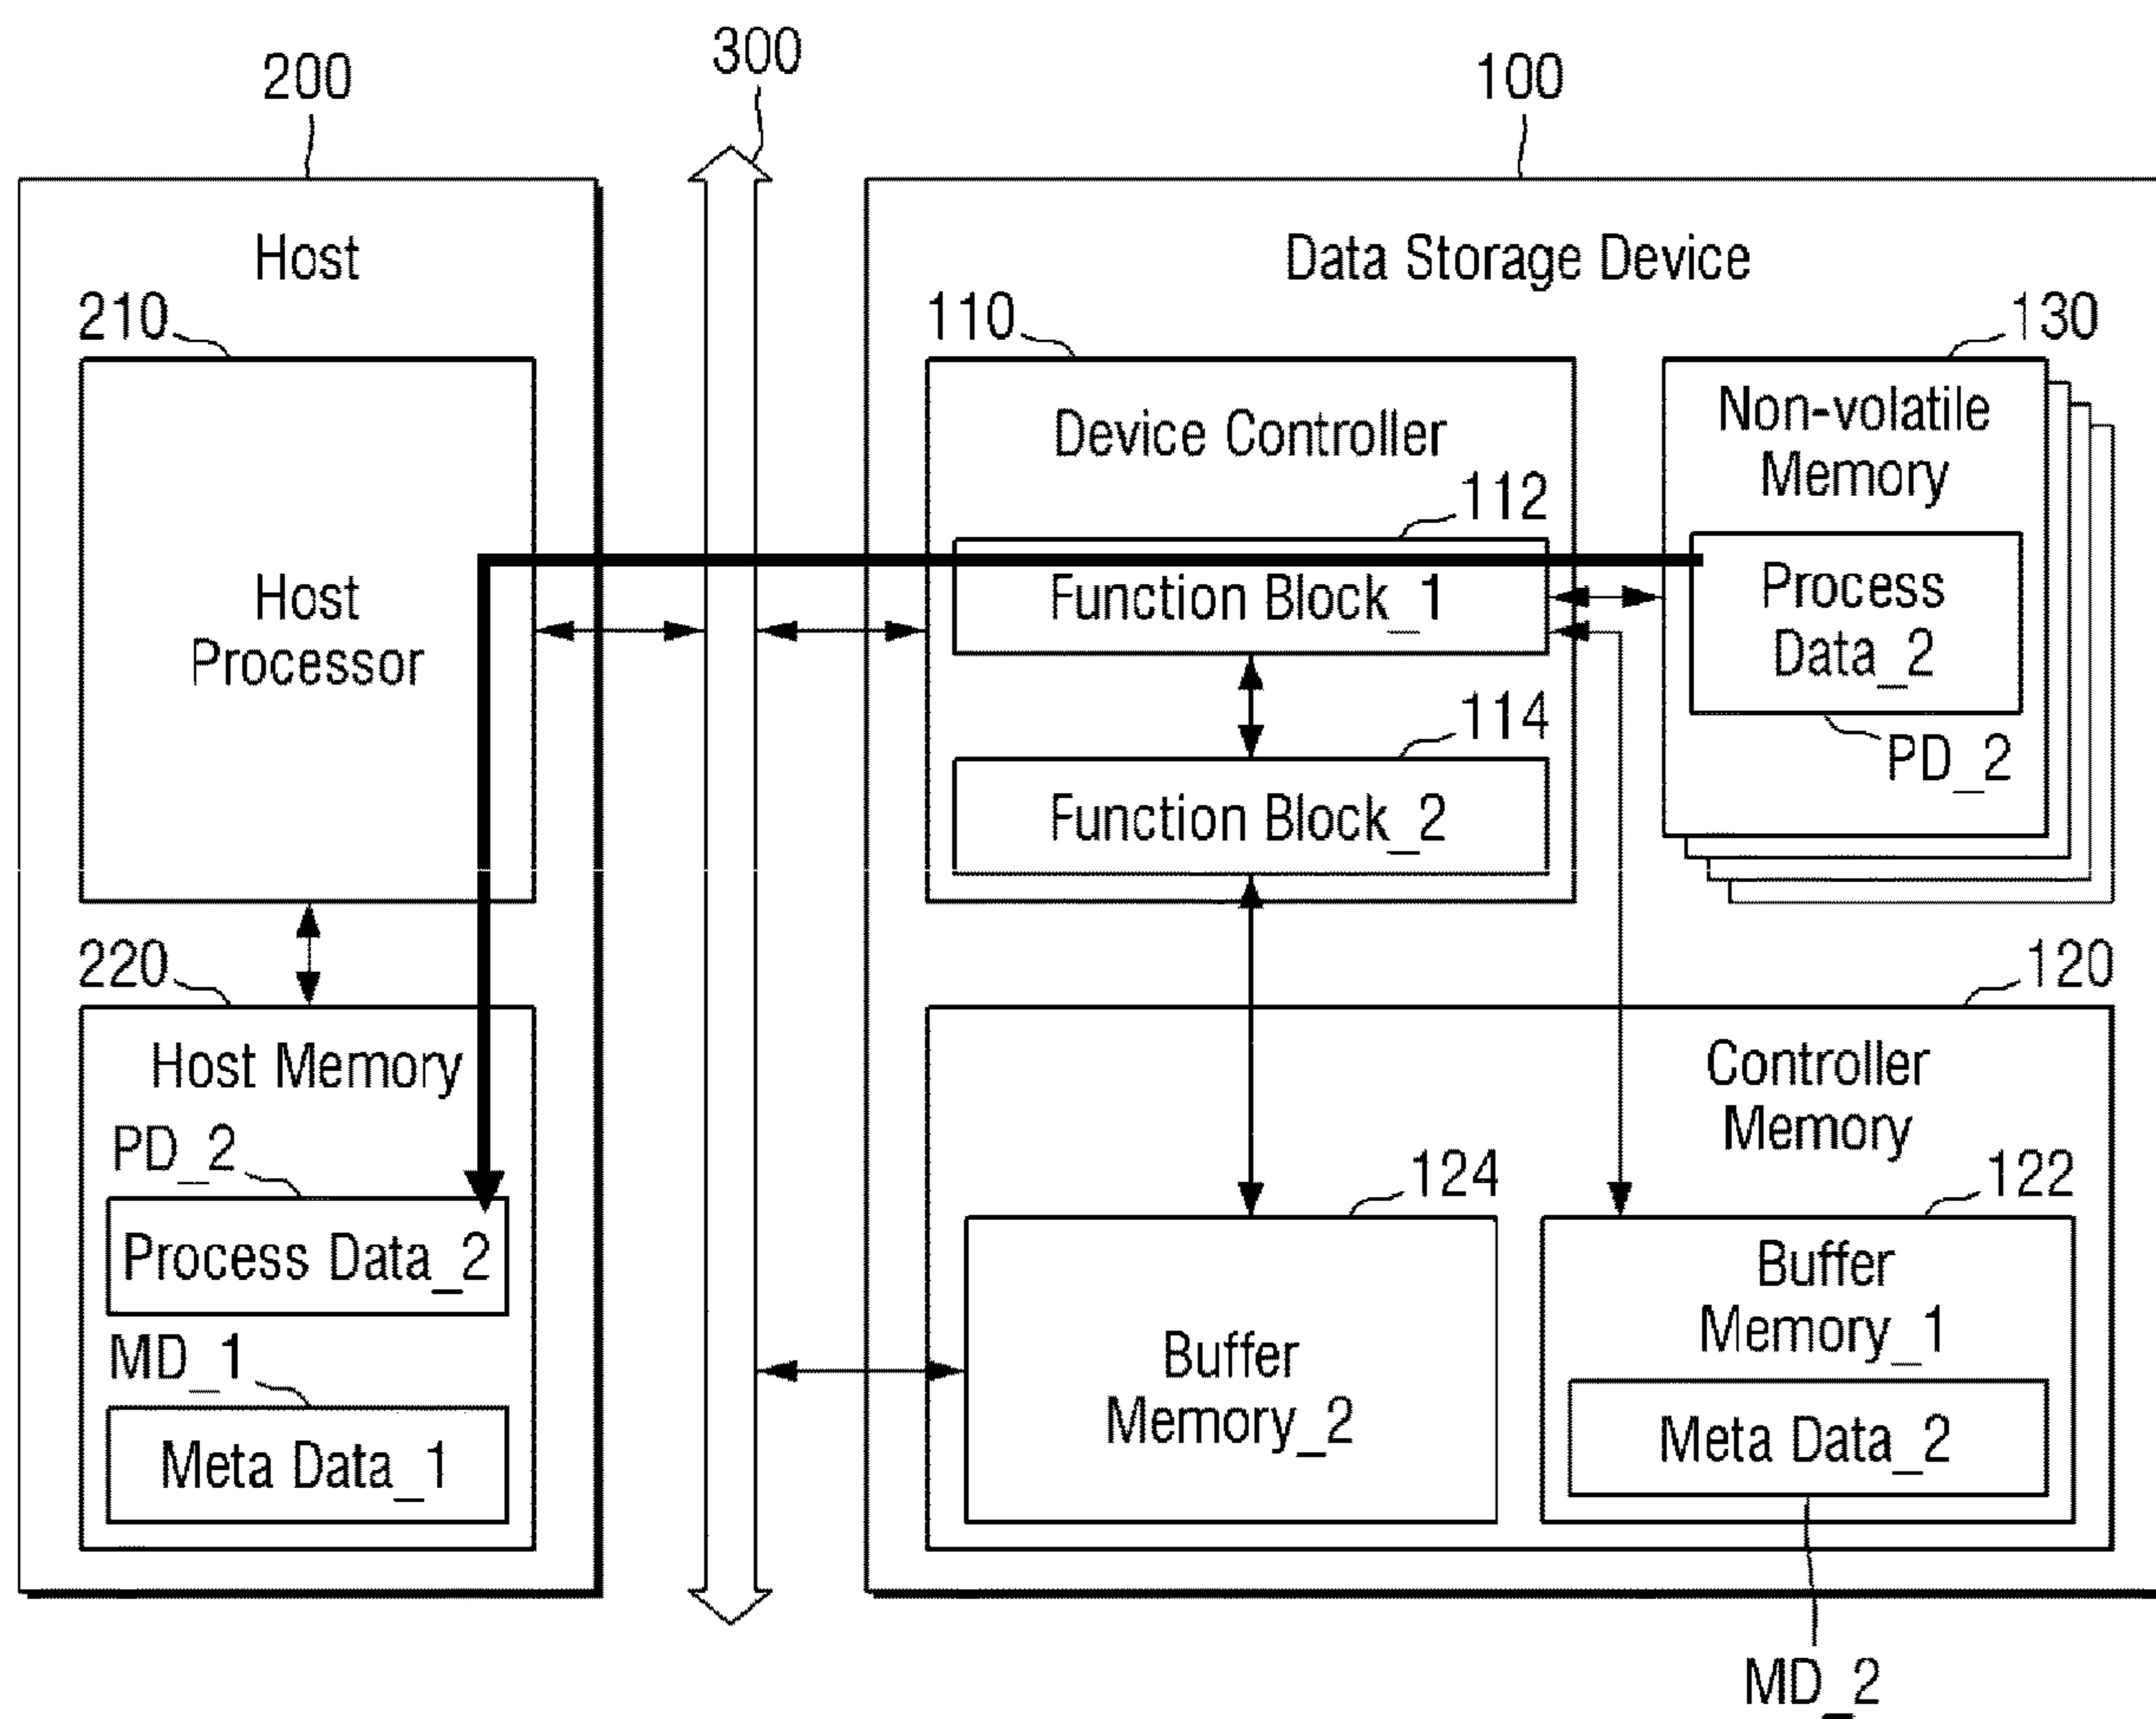 200
300
100
Host
Data Storage Device
210
110
130
Host
Processor
Device Controller
Non-volatile
Memory
112
Function Block_1
Process
Data_2
PD_2
114
Function Block_2
220
120
Host Memory
Controller
Memory
PD_2
Process Data_2
MD_1
Meta Data_1
124
Buffer
Memory_2
122
Buffer
Memory_1
Meta Data_2
MD_2